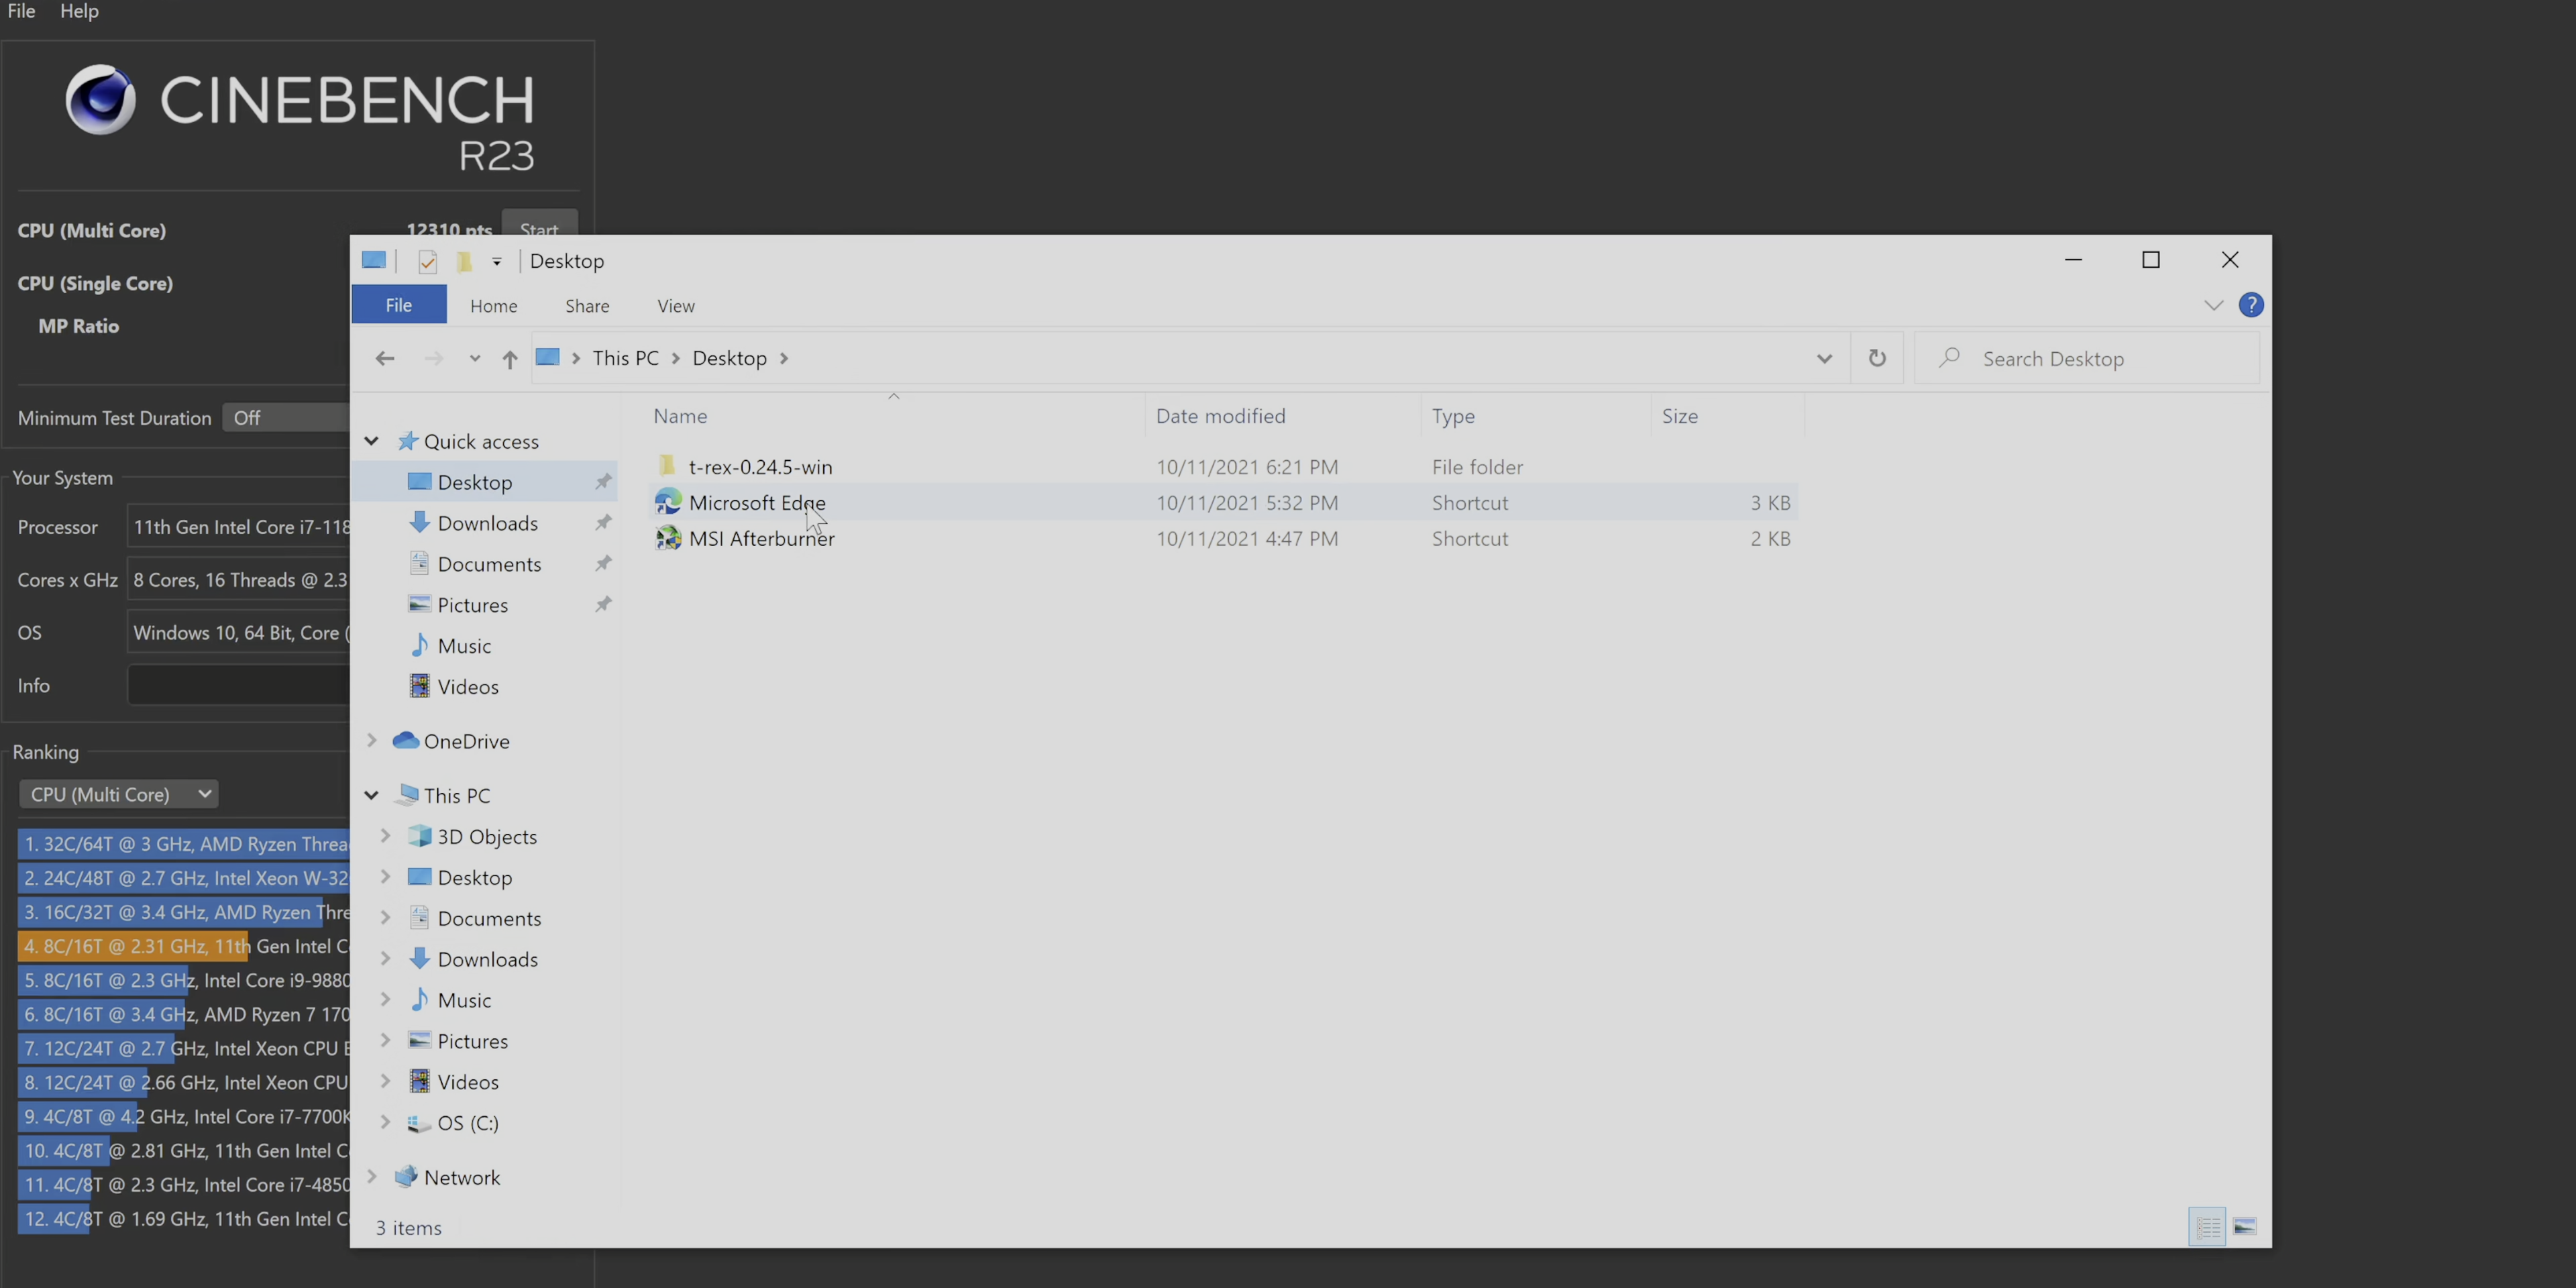 File Help
CINEBENCH
R23
CPU (Multi Core) 12310 pts Start
CPU (Single Core)
MP Ratio
Minimum Test Duration Off
Your System
Processor 11th Gen Intel Core i7-118
Cores x GHz 8 Cores, 16 Threads @ 2.3
OS Windows 10, 64 Bit, Core (
Info
Ranking
CPU (Multi Core)
1. 32C/64T @ 3 GHz, AMD Ryzen Threa
2. 24C/48T @ 2.7 GHz, Intel Xeon W-32
3. 16C/32T @ 3.4 GHz, AMD Ryzen Thre
4. 8C/16T @ 2.31 GHz, 11th Gen Intel C
5. 8C/16T @ 2.3 GHz, Intel Core i9-9880
6. 8C/16T @ 3.4 GHz, AMD Ryzen 7 170
7. 12C/24T @ 2.7 GHz, Intel Xeon CPU E
8. 12C/24T @ 2.66 GHz, Intel Xeon CPU
9. 4C/8T @ 4.2 GHz, Intel Core i7-7700K
10. 4C/8T @ 2.81 GHz, 11th Gen Intel C
11. 4C/8T @ 2.3 GHz, Intel Core i7-4850
12. 4C/8T @ 1.69 GHz, 11th Gen Intel C
Desktop
File Home Share View ?
This PC > Desktop > Search Desktop
Quick access
Desktop
Downloads
Documents
Pictures
Music
Videos
OneDrive
This PC
3D Objects
Desktop
Documents
Downloads
Music
Pictures
Videos
OS (C:)
Network
Name Date modified Type Size
t-rex-0.24.5-win 10/11/2021 6:21 PM File folder
Microsoft Edge 10/11/2021 5:32 PM Shortcut 3 KB
MSI Afterburner 10/11/2021 4:47 PM Shortcut 2 KB
3 items